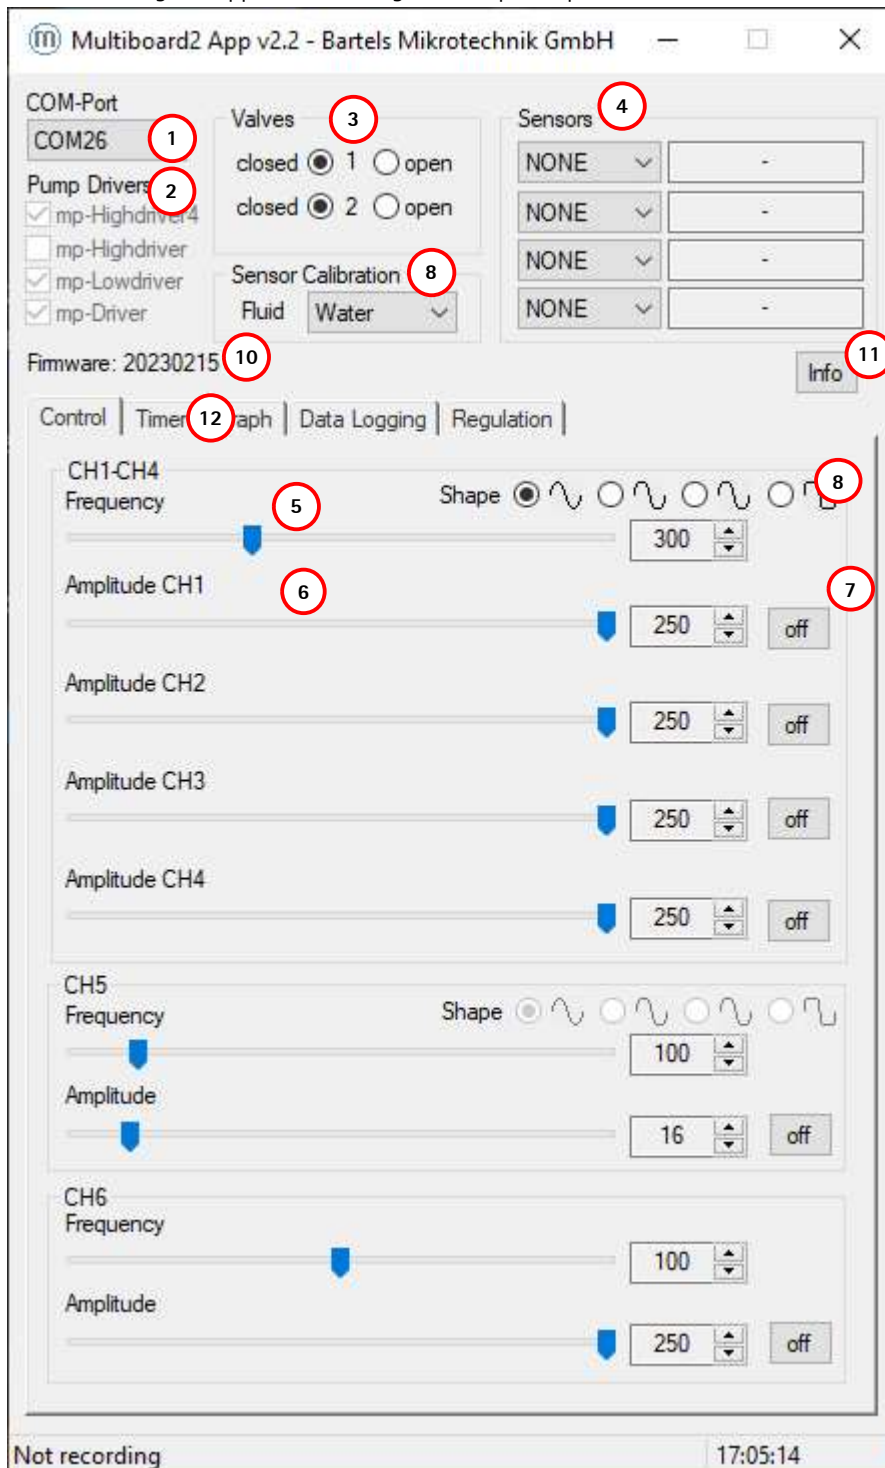 Multiboard2 App v2.2 - Bartels Mikrotechnik GmbH
COM-Port
COM26
1
Pump Drivers
2
mp-Highdriver4
mp-Highdriver
mp-Lowdriver
mp-Driver
Valves
3
closed 1 open
closed 2 open
Sensor Calibration
8
Fluid Water
Sensors
4
NONE -
NONE -
NONE -
NONE -
Firmware: 20230215
10
11
Info
Control Timer 12 Data Logging Regulation
CH1-CH4
Frequency
5
Shape
8
300
Amplitude CH1
6
7
250 off
Amplitude CH2
250 off
Amplitude CH3
250 off
Amplitude CH4
250 off
CH5
Frequency
Shape
100
Amplitude
16 off
CH6
Frequency
100
Amplitude
250 off
Not recording 17:05:14